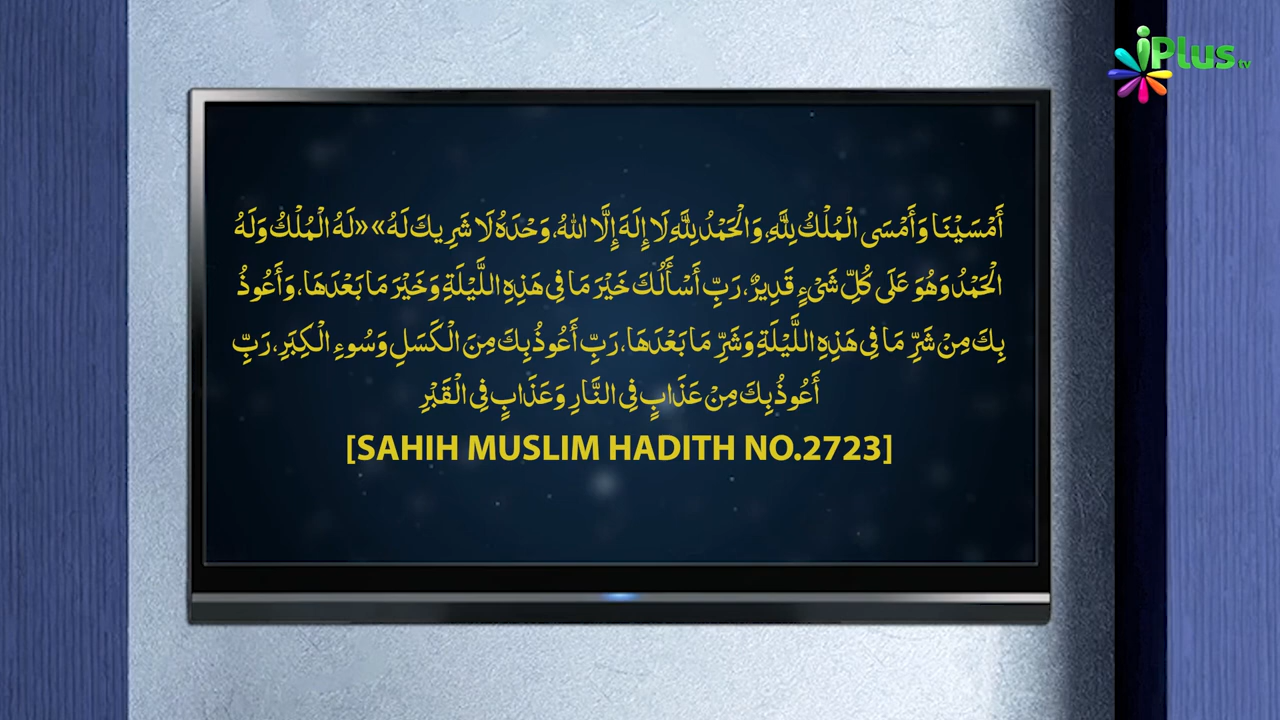 iPlus tv
أَمْسَيْنَا وَأَمْسَى الْمُلْكُ لِلَّهِ، وَالْحَمْدُ لِلَّهِ لَا إِلَهَ إِلَّا اللهُ، وَحْدَهُ لَا شَرِيكَ لَهُ» «لَهُ الْمُلْكُ وَلَهُ
الْحَمْدُ وَهُوَ عَلَى كُلِّ شَيْءٍ قَدِيرٌ، رَبِّ أَسْأَلُكَ خَيْرَ مَا فِي هَذِهِ اللَّيْلَةِ وَخَيْرَ مَا بَعْدَهَا، وَأَعُوذُ
بِكَ مِنْ شَرِّ مَا فِي هَذِهِ اللَّيْلَةِ وَشَرِّ مَا بَعْدَهَا، رَبِّ أَعُوذُ بِكَ مِنَ الْكَسَلِ وَسُوءِ الْكِبَرِ، رَبِّ
أَعُوذُ بِكَ مِنْ عَذَابٍ فِي النَّارِ وَعَذَابٍ فِي الْقَبْرِ
[SAHIH MUSLIM HADITH NO.2723]